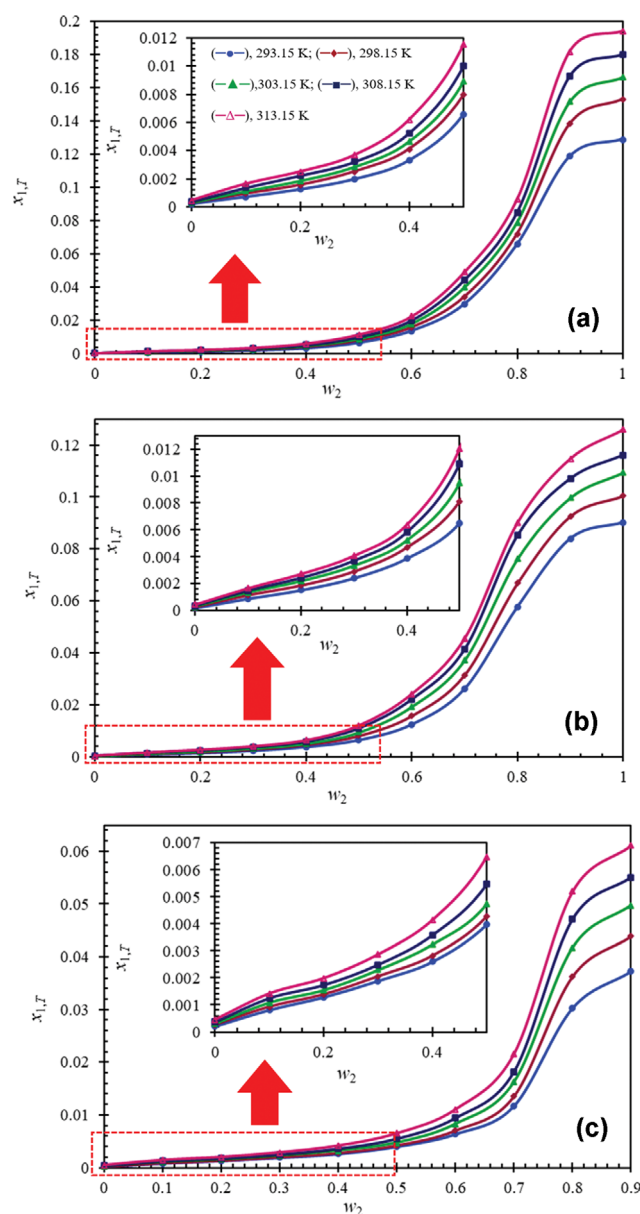 0.2
0.18
0.16
0.14
0.12
0.1
0.08
0.06
0.04
0.02
0
x1,T
0.012
0.01
0.008
0.006
0.004
0.002
0
x1,T
(—), 293.15 K; (—), 298.15 K
(—),303.15 K; (—), 308.15 K
(—), 313.15 K
0 0.2 0.4
w2
(a)
0 0.2 0.4 0.6 0.8 1
w2
0.12
0.1
0.08
0.06
0.04
0.02
0
x1,T
0.012
0.01
0.008
0.006
0.004
0.002
0
x1,T
0 0.2 0.4
w2
(b)
0 0.2 0.4 0.6 0.8 1
w2
0.06
0.05
0.04
0.03
0.02
0.01
0
x1,T
0.007
0.006
0.005
0.004
0.003
0.002
0.001
0
x1,T
0 0.2 0.4
w2
(c)
0 0.1 0.2 0.3 0.4 0.5 0.6 0.7 0.8 0.9
w2